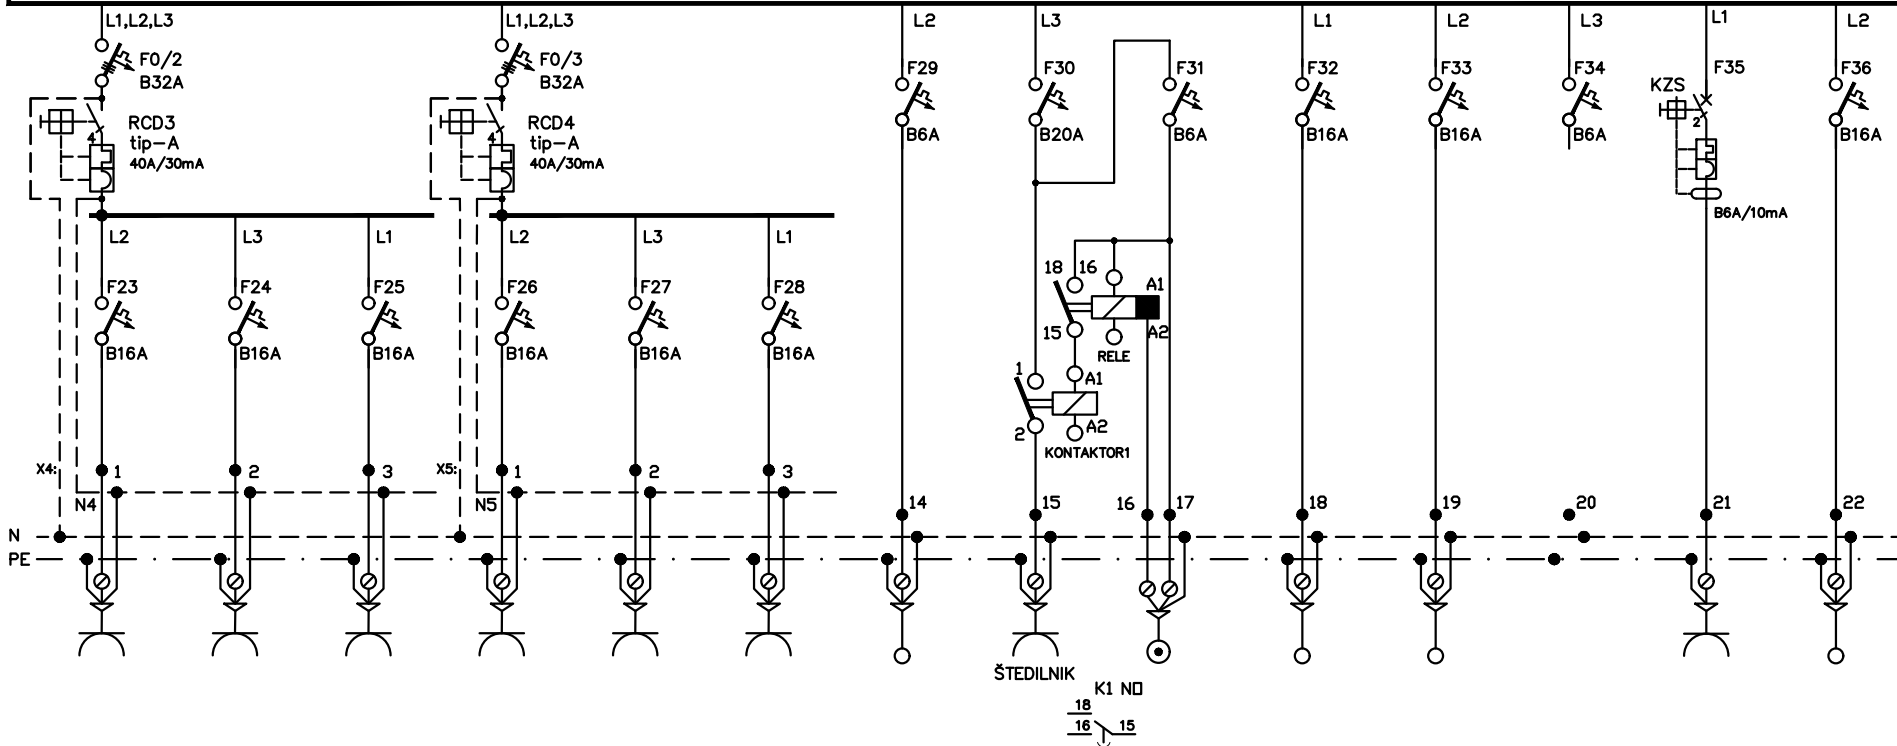 L1,L2,L3
L1,L2,L3
L2
L3
L1
L2
L3
L1
L2
F0/2
B32A
F0/3
B32A
F29
F30
F31
F32
F33
F34
F35
F36
KZS
RCD3
tip-A
40A/30mA
4
RCD4
tip-A
40A/30mA
4
2
B6A
B20A
B6A
B16A
B16A
B6A
B16A
B6A/10mA
L2
L3
L1
L2
L3
L1
F23
F24
F25
F26
F27
F28
B16A
B16A
B16A
B16A
B16A
B16A
18
16
A1
15
A2
RELE
1
A1
2
A2
KONTAKTOR1
X4:
1
2
3
X5:
1
2
3
N4
N5
14
15
16
17
18
19
20
21
22
N
PE
ŠTEDILNIK
K1 NO
18
16
15